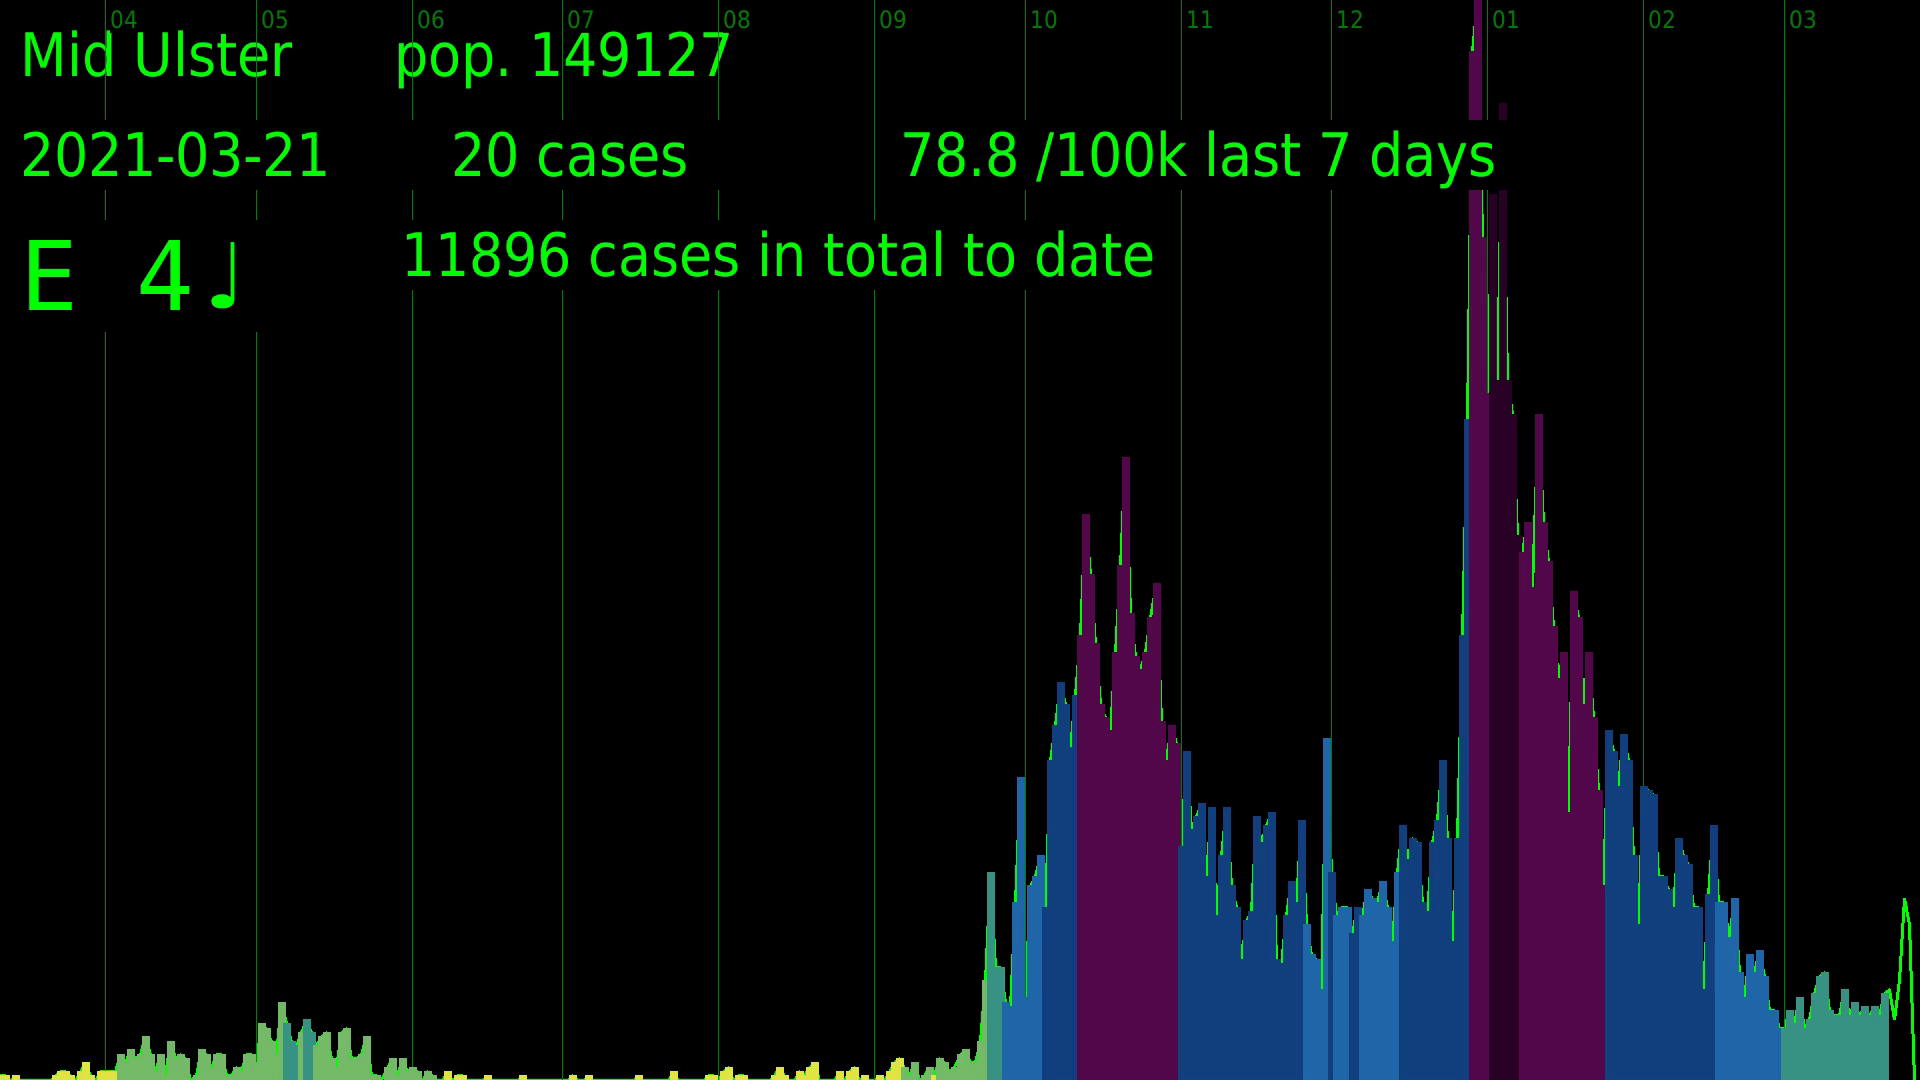 04 05 06 07 08 09 10 11 12 01 02 03
Mid Ulster pop. 149127
2021-03-21 20 cases 78.8 /100k last 7 days
E 4♩ 11896 cases in total to date